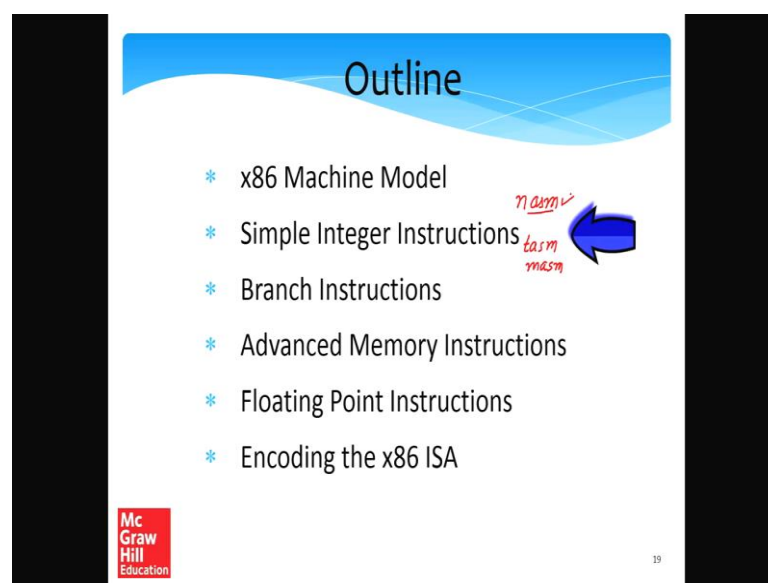 Outline
* x86 Machine Model
nasm✓
* Simple Integer Instructions
tasm
masm
* Branch Instructions
* Advanced Memory Instructions
* Floating Point Instructions
* Encoding the x86 ISA
Mc
Graw
Hill
Education
19